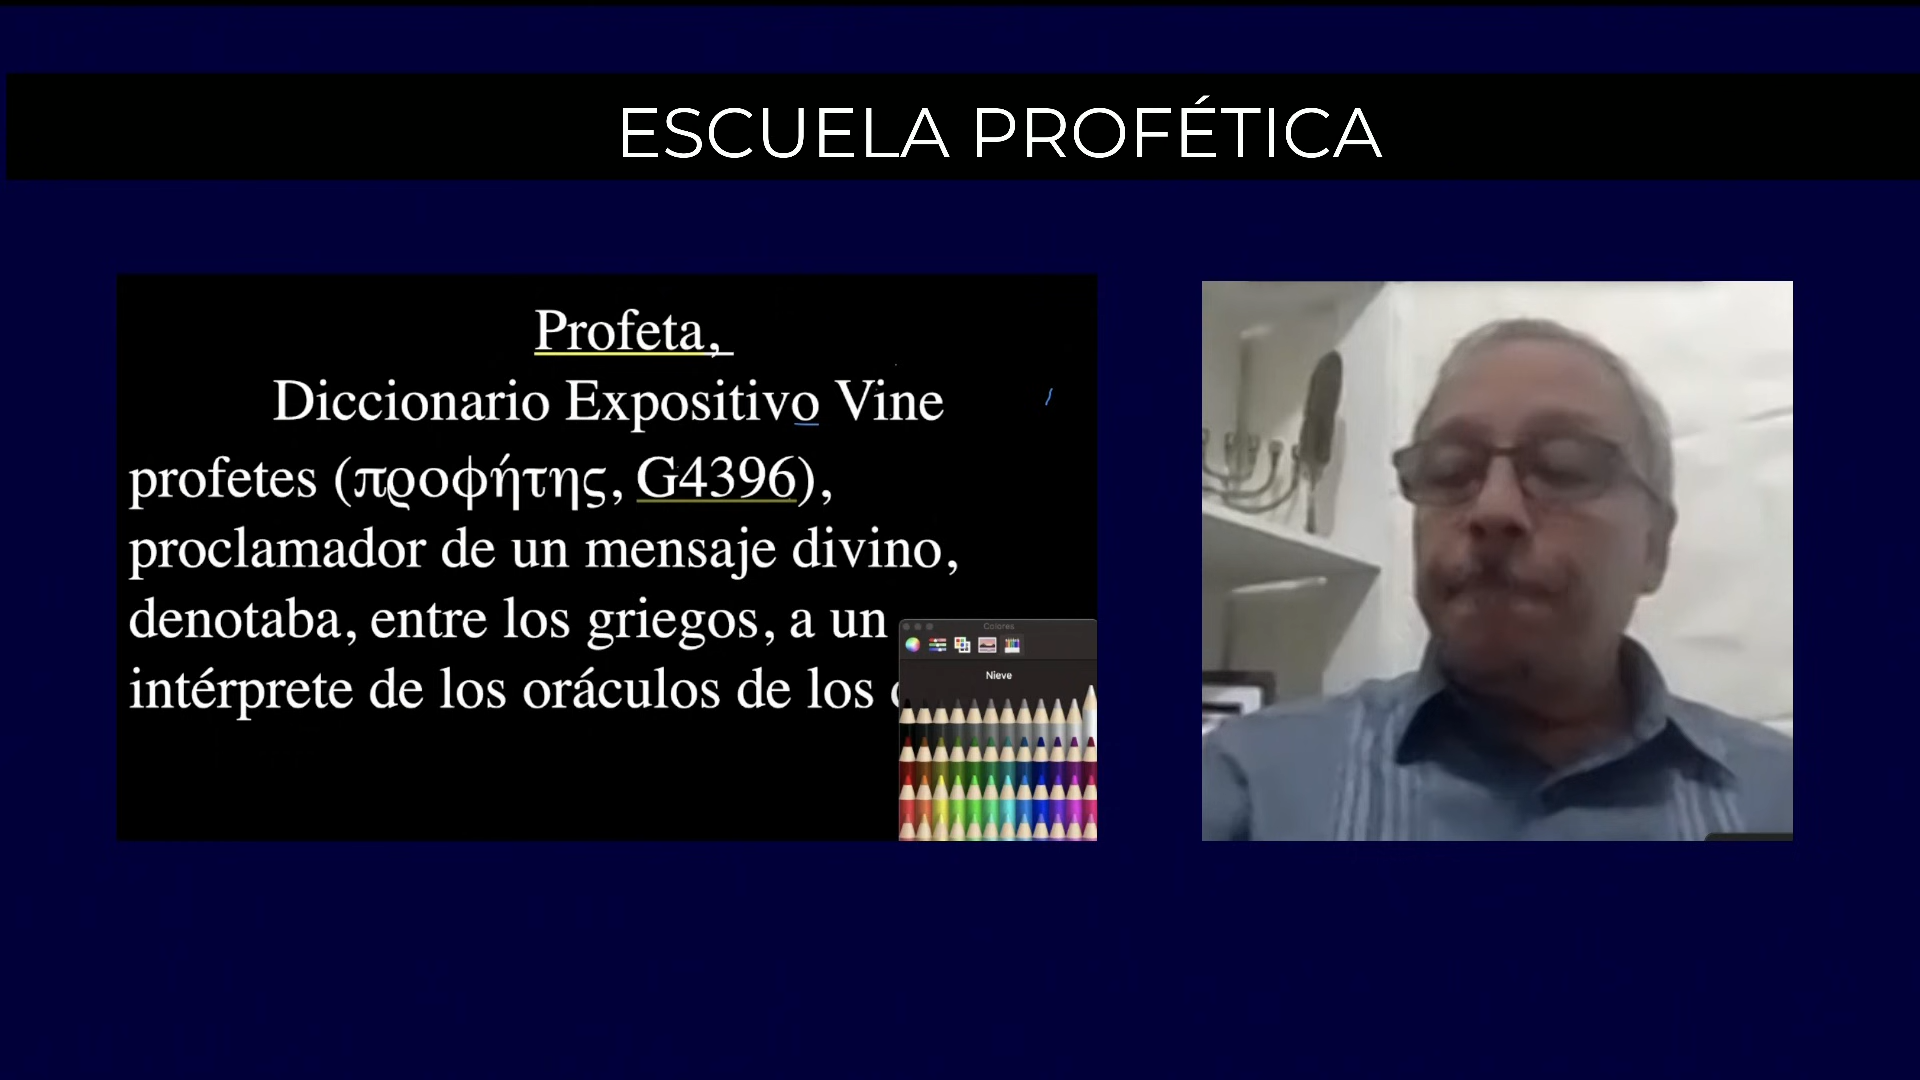 ESCUELA PROFÉTICA
Profeta,
Diccionario Expositivo Vine
profetes (προφήτης, G4396),
proclamador de un mensaje divino,
denotaba, entre los griegos, a un
intérprete de los oráculos de los
Colores
Nieve